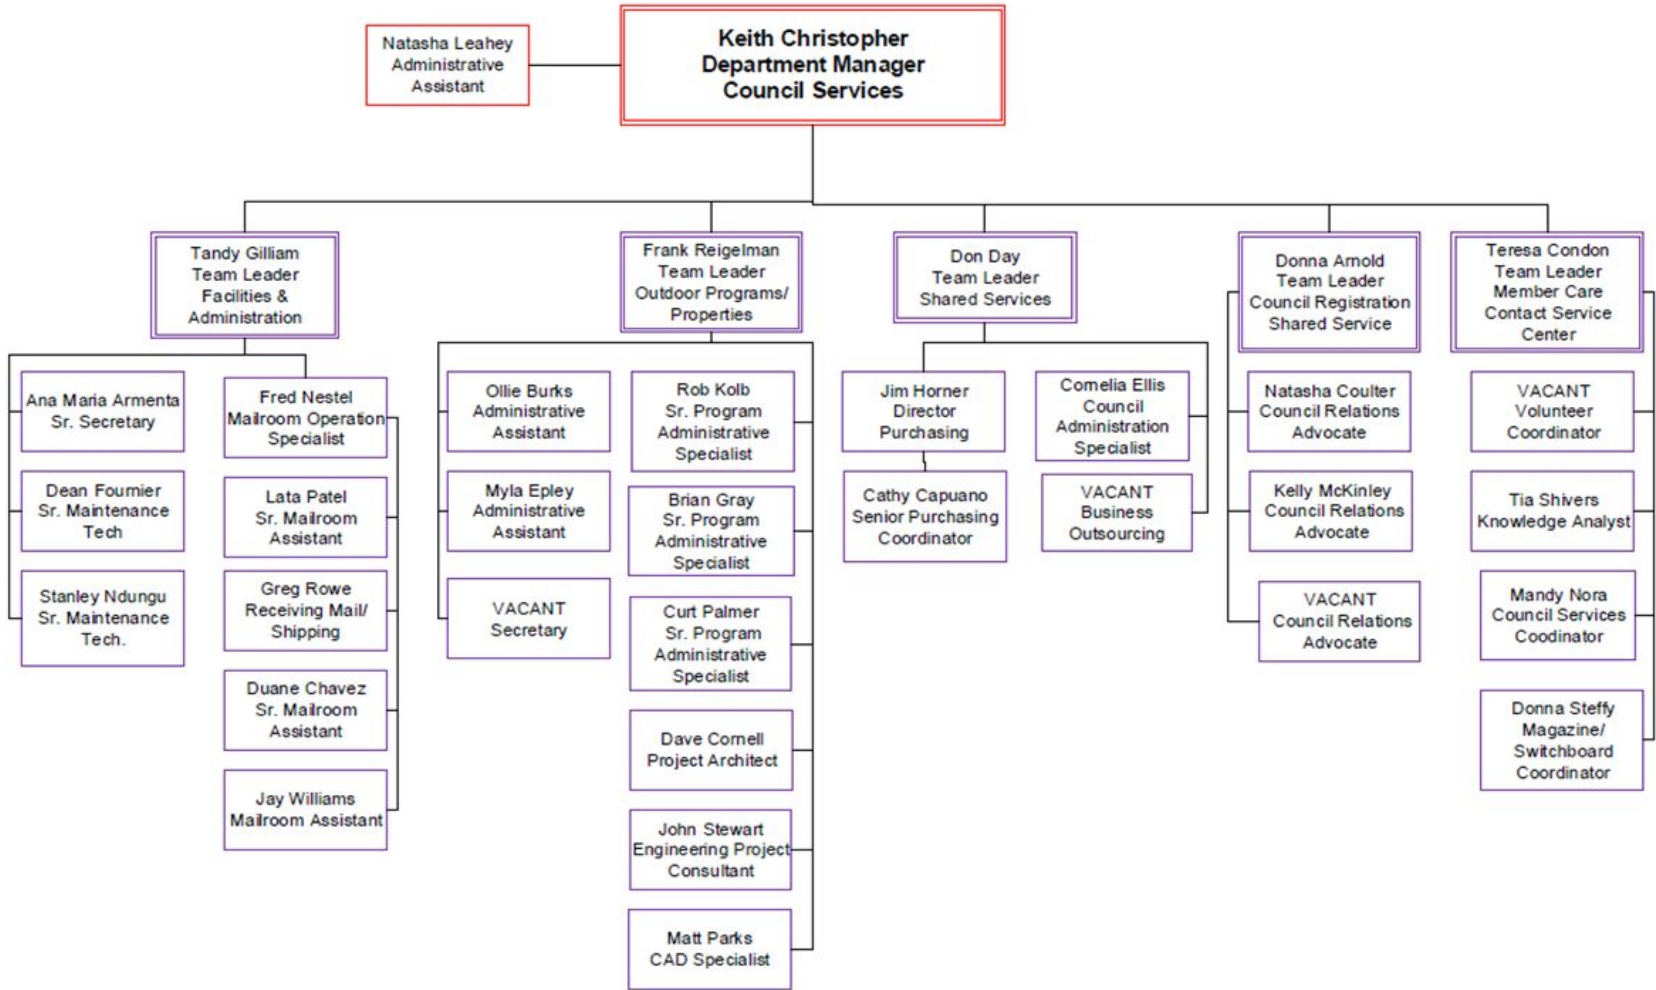 Natasha Leahey
Administrative
Assistant
Keith Christopher
Department Manager
Council Services
Tandy Gilliam
Team Leader
Facilities &
Administration
Frank Reigelman
Team Leader
Outdoor Programs/
Properties
Don Day
Team Leader
Shared Services
Donna Arnold
Team Leader
Council Registration
Shared Service
Teresa Condon
Team Leader
Member Care
Contact Service
Center
Ana Maria Armenta
Sr. Secretary
Dean Fournier
Sr. Maintenance
Tech
Stanley Ndungu
Sr. Maintenance
Tech.
Fred Nestel
Mailroom Operation
Specialist
Lata Patel
Sr. Mailroom
Assistant
Greg Rowe
Receiving Mail/
Shipping
Duane Chavez
Sr. Mailroom
Assistant
Jay Williams
Mailroom Assistant
Ollie Burks
Administrative
Assistant
Myla Epley
Administrative
Assistant
VACANT
Secretary
Rob Kolb
Sr. Program
Administrative
Specialist
Brian Gray
Sr. Program
Administrative
Specialist
Curt Palmer
Sr. Program
Administrative
Specialist
Dave Cornell
Project Architect
John Stewart
Engineering Project
Consultant
Matt Parks
CAD Specialist
Jim Horner
Director
Purchasing
Cathy Capuano
Senior Purchasing
Coordinator
Cornelia Ellis
Council
Administration
Specialist
VACANT
Business
Outsourcing
Natasha Coulter
Council Relations
Advocate
Kelly McKinley
Council Relations
Advocate
VACANT
Council Relations
Advocate
VACANT
Volunteer
Coordinator
Tia Shivers
Knowledge Analyst
Mandy Nora
Council Services
Coodinator
Donna Steffy
Magazine/
Switchboard
Coordinator